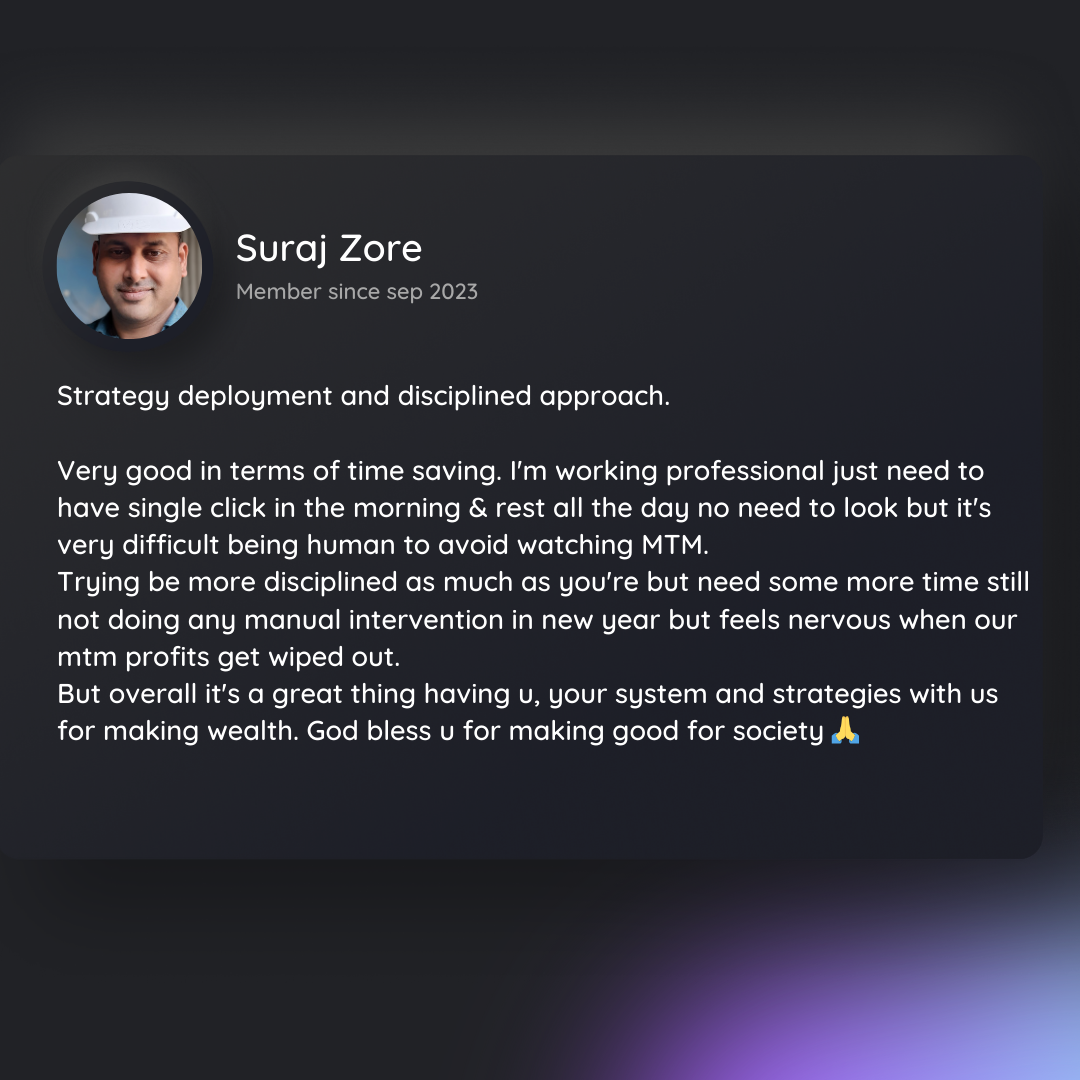 Suraj Zore
Member since sep 2023
Strategy deployment and disciplined approach.
Very good in terms of time saving. I'm working professional just need to
have single click in the morning & rest all the day no need to look but it's
very difficult being human to avoid watching MTM.
Trying be more disciplined as much as you're but need some more time still
not doing any manual intervention in new year but feels nervous when our
mtm profits get wiped out.
But overall it's a great thing having u, your system and strategies with us
for making wealth. God bless u for making good for society 🙏